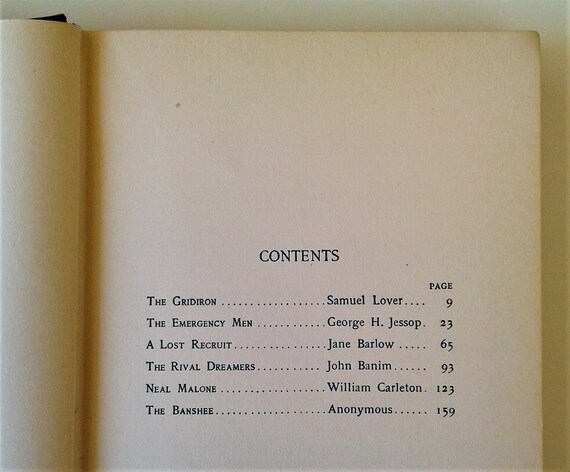 CONTENTS
PAGE
The Gridiron .................. Samuel Lover.... 9
The Emergency Men ........... George H. Jessop. 23
A Lost Recruit............... Jane Barlow ..... 65
The Rival Dreamers........... John Banim...... 93
Neal Malone .................. William Carleton. 123
The Banshee................... Anonymous...... 159